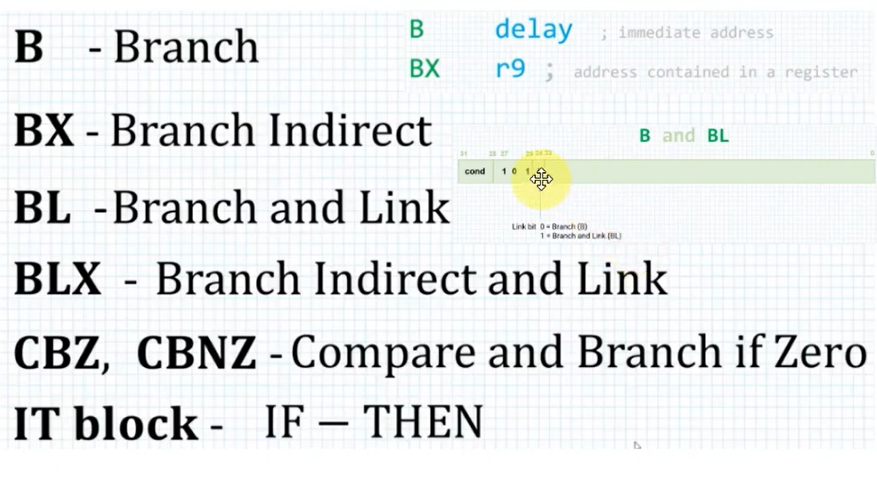 B - Branch
B delay ; immediate address
BX r9 ; address contained in a register
BX - Branch Indirect
B and BL
31 28 27 25 24 23 0
cond 1 0 1
BL - Branch and Link
Link bit 0 = Branch (B)
1 = Branch and Link (BL)
BLX - Branch Indirect and Link
CBZ, CBNZ - Compare and Branch if Zero
IT block - IF – THEN